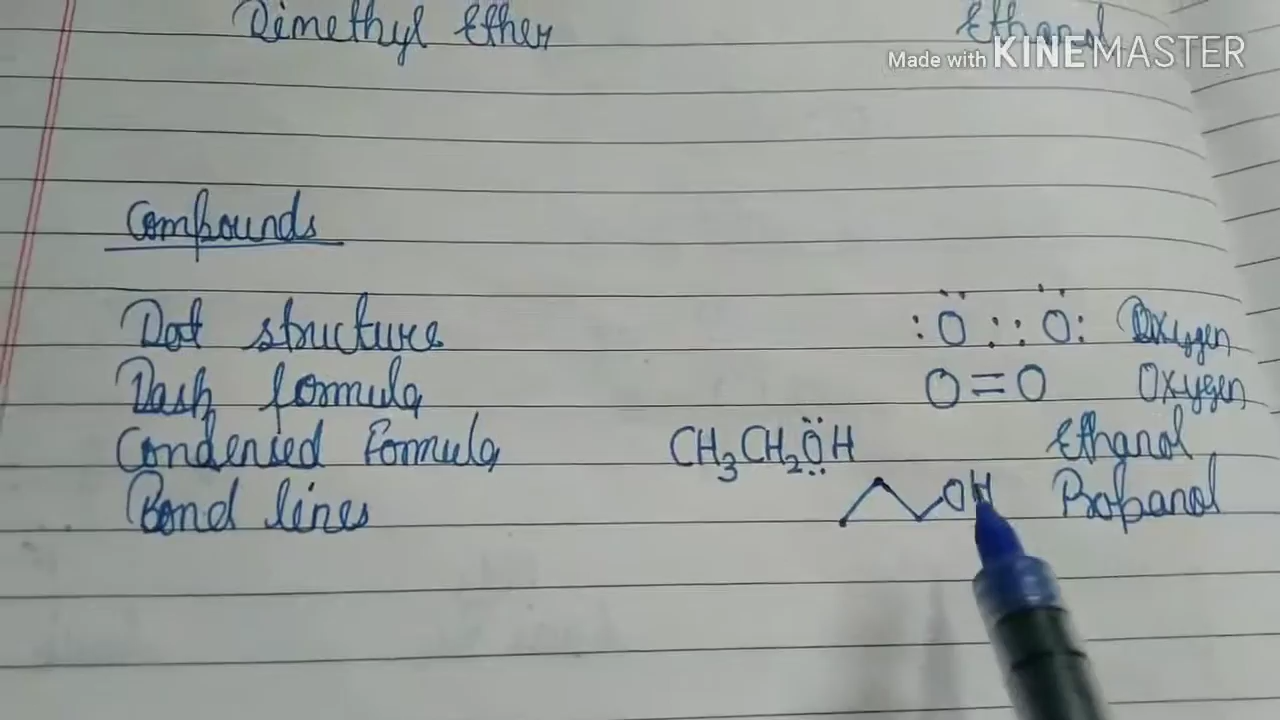 Dimethyl Ether Ethanol
Made with KINEMASTER
Compounds
Dot structure :Ö::Ö: Oxygen
Dash formula O=O Oxygen
Condensed Formula CH₃CH₂ÖH Ethanol
Bond lines OH Propanol